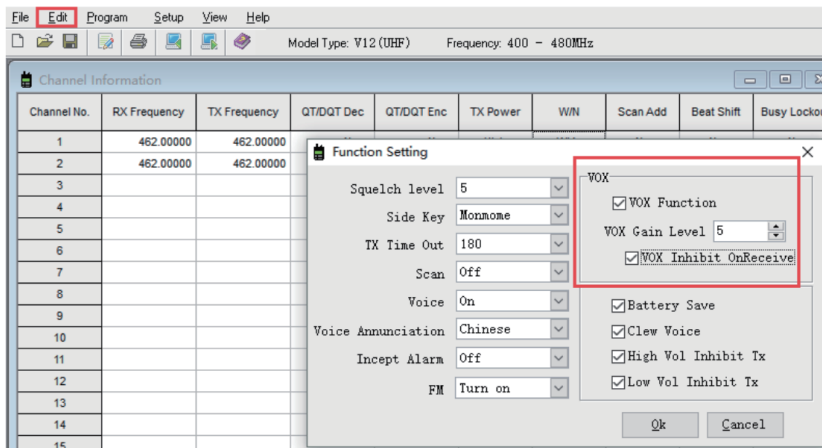 File Edit Program Setup View Help
Model Type: V12(UHF) Frequency: 400 - 480MHz
Channel Information
Channel No. RX Frequency TX Frequency QT/DQT Dec QT/DQT Enc TX Power W/N Scan Add Beat Shift Busy Lockou
1 462.00000 462.00000
2 462.00000 462.00000
3
4
5
6
7
8
9
10
11
12
13
14
15
Function Setting
Squelch level 5
Side Key Monmome
TX Time Out 180
Scan Off
Voice On
Voice Annunciation Chinese
Incept Alarm Off
FM Turn on
VOX
VOX Function
VOX Gain Level 5
VOX Inhibit OnReceive
Battery Save
Clew Voice
High Vol Inhibit Tx
Low Vol Inhibit Tx
Ok Cancel